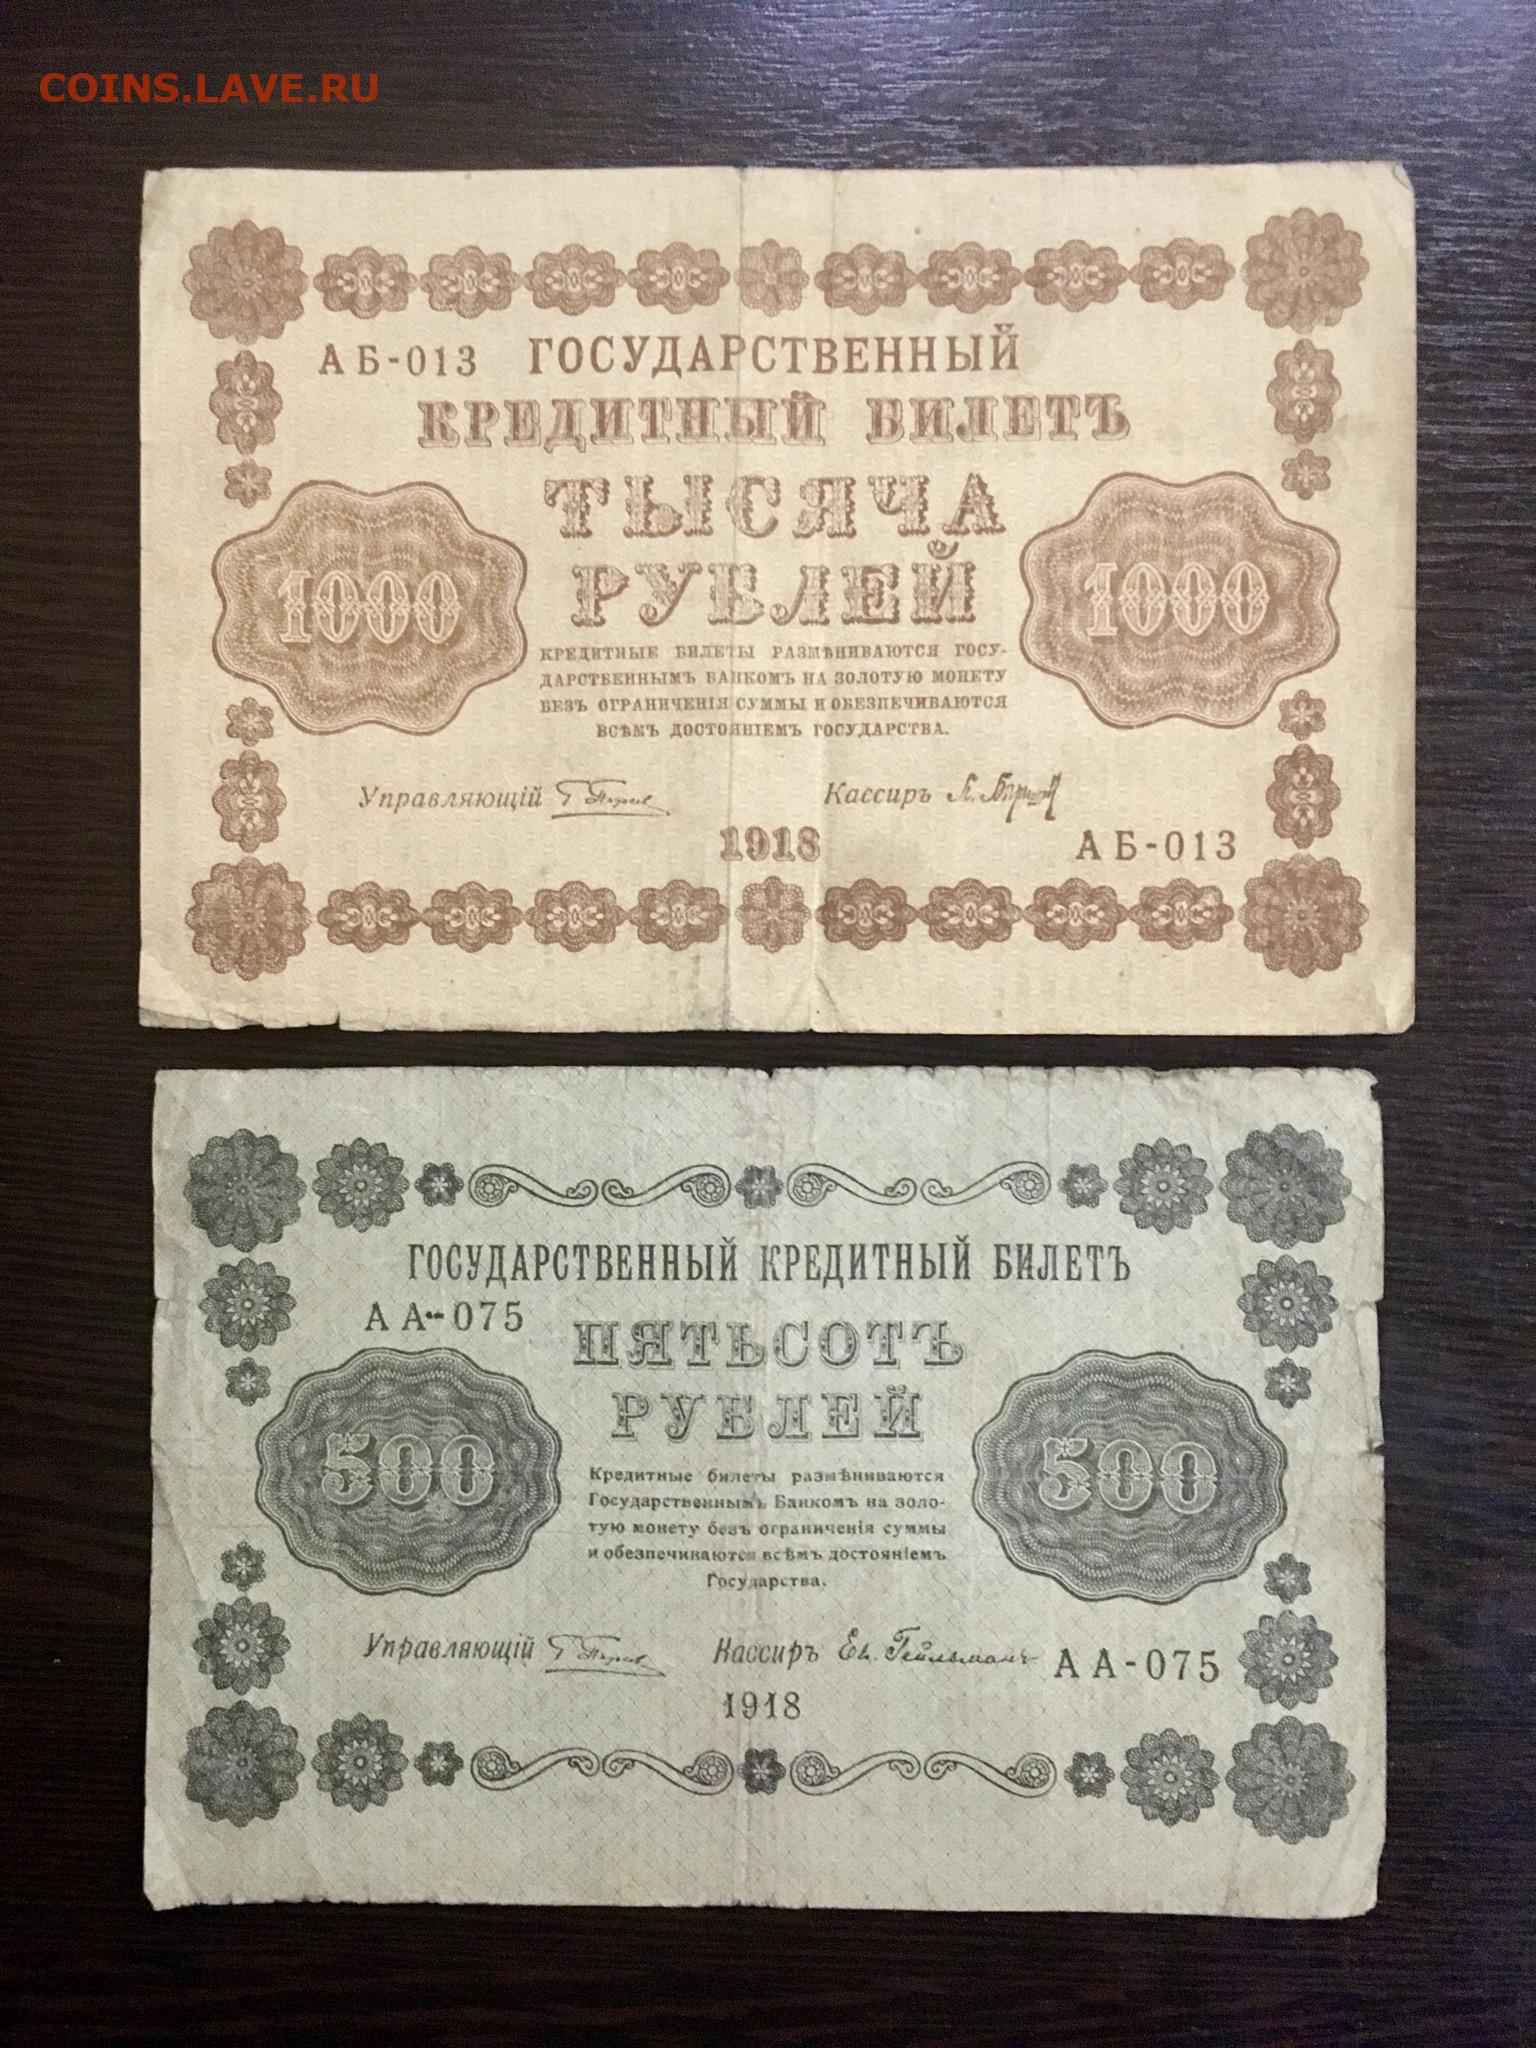 COINS.LAVE.RU
АБ-013 ГОСУДАРСТВЕННЫЙ
КРЕДИТНЫЙ БИЛЕТЪ
ТЫСЯЧА
РУБЛЕЙ
1000 1000
КРЕДИТНЫЕ БИЛЕТЫ РАЗМѢНИВАЮТСЯ ГОСУ-
ДАРСТВЕННЫМЪ БАНКОМЪ НА ЗОЛОТУЮ МОНЕТУ
БЕЗЪ ОГРАНИЧЕНІЯ СУММЫ И ОБЕЗПЕЧИВАЮТСЯ
ВСѢМЪ ДОСТОЯНІЕМЪ ГОСУДАРСТВА.
Управляющій Кассиръ
1918 АБ-013
ГОСУДАРСТВЕННЫЙ КРЕДИТНЫЙ БИЛЕТЪ
АА-075
ПЯТЬСОТЪ
РУБЛЕЙ
500 500
Кредитные билеты размѣниваются
Государственнымъ Банкомъ на золо-
тую монету безъ ограниченія суммы
и обезпечиваются всѣмъ достояніемъ
Государства.
Управляющій Кассиръ Ев. Гейльманъ АА-075
1918